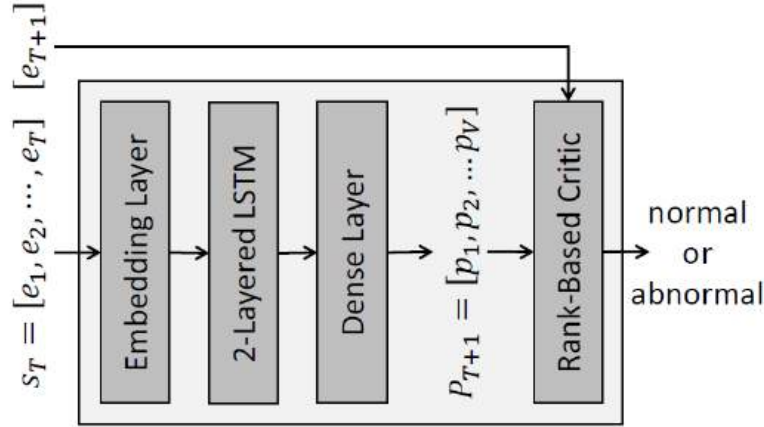 [e_{T+1}]
s_T = [e_1, e_2, ⋯, e_T]
Embedding Layer
2-Layered LSTM
Dense Layer
P_{T+1} = [p_1, p_2, … p_V]
Rank-Based Critic
normal
or
abnormal